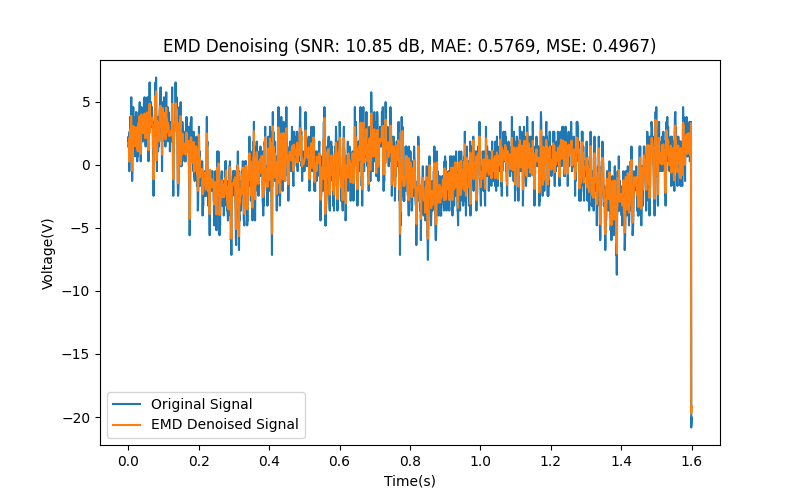 EMD Denoising (SNR: 10.85 dB, MAE: 0.5769, MSE: 0.4967)
5
0
−5
−10
−15
−20
Voltage(V)
Original Signal
EMD Denoised Signal
0.0 0.2 0.4 0.6 0.8 1.0 1.2 1.4 1.6
Time(s)